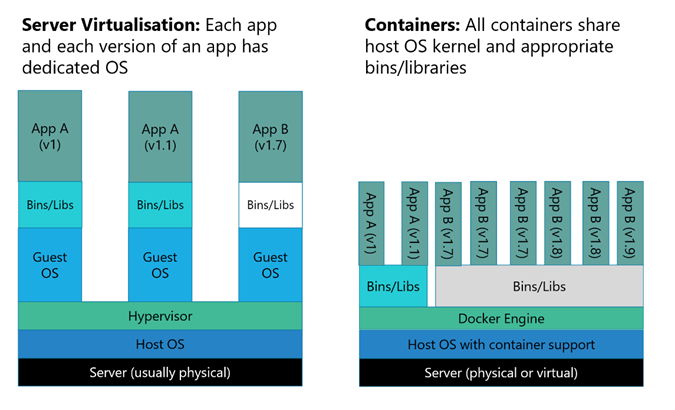 Server Virtualisation: Each app
and each version of an app has
dedicated OS
App A
(v1)
App A
(v1.1)
App B
(v1.7)
Bins/Libs
Bins/Libs
Bins/Libs
Guest
OS
Guest
OS
Guest
OS
Hypervisor
Host OS
Server (usually physical)
Containers: All containers share
host OS kernel and appropriate
bins/libraries
App A (v1)
App A (v1.1)
App B (v1.7)
App B (v1.7)
App B (v1.7)
App B (v1.8)
App B (v1.8)
App B (v1.9)
Bins/Libs
Bins/Libs
Docker Engine
Host OS with container support
Server (physical or virtual)